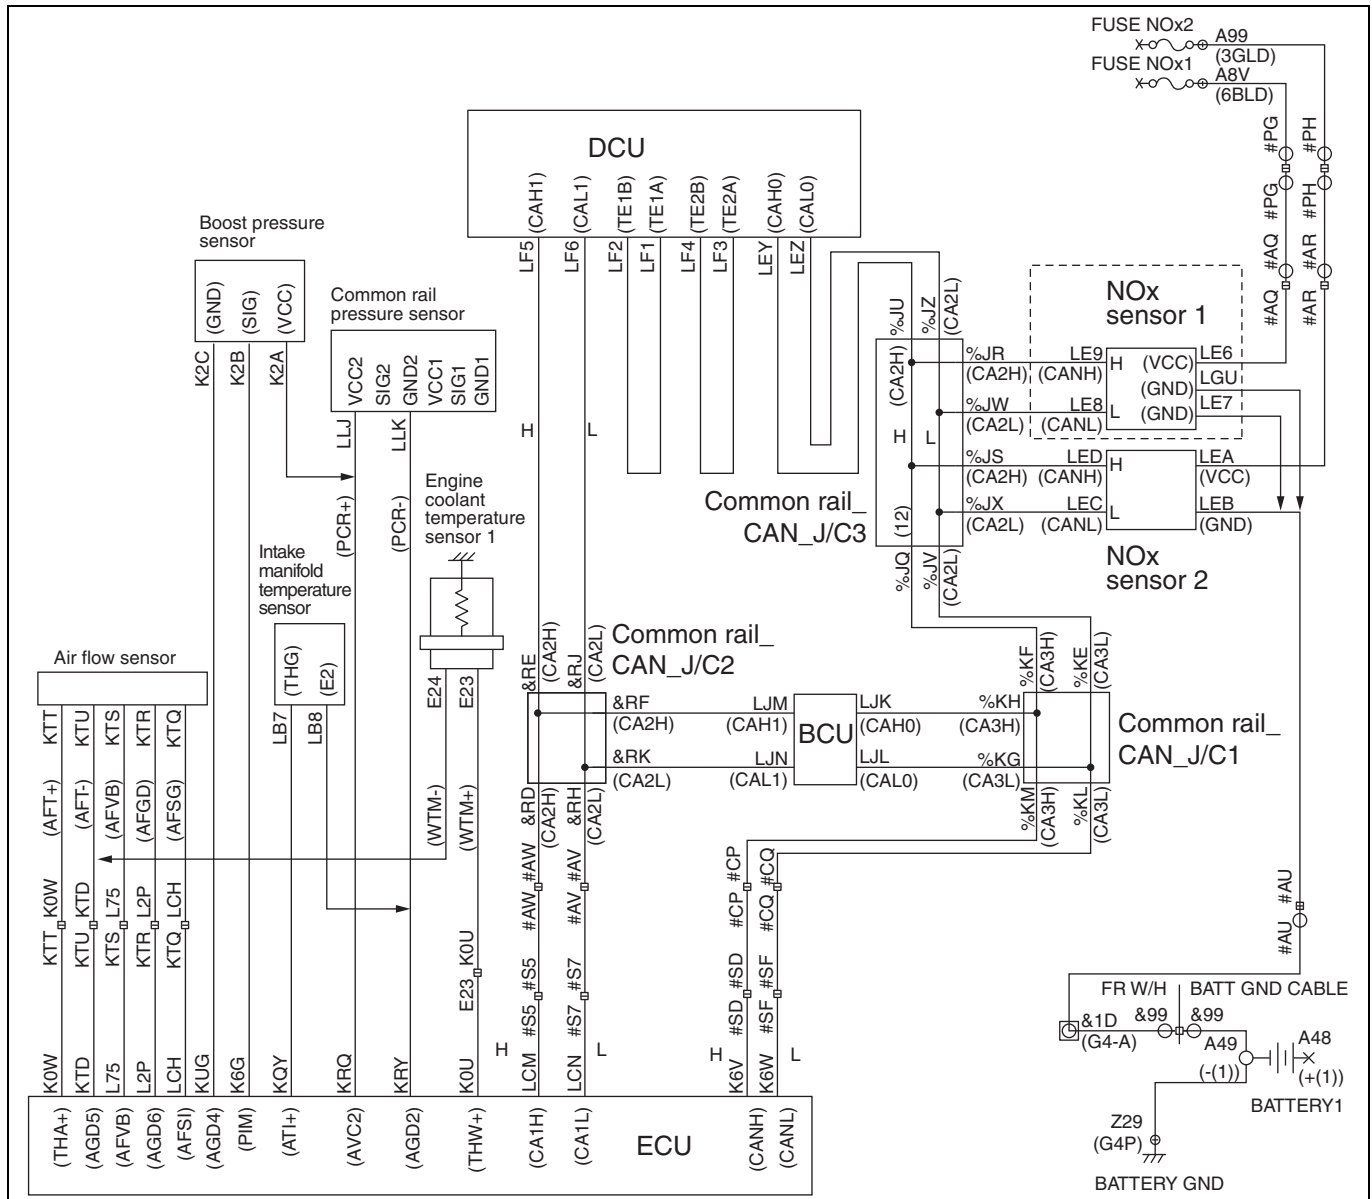 FUSE NOx2
A99
(3GLD)
FUSE NOx1
A8V
(6BLD)
#PG
#PH
#PG
#PH
#AQ
#AR
#AQ
#AR
DCU
(CAH1)
(CAL1)
(TE1B)
(TE1A)
(TE2B)
(TE2A)
(CAH0)
(CAL0)
LF5
LF6
LF2
LF1
LF4
LF3
LEY
LEZ
Boost pressure
sensor
(GND)
(SIG)
(VCC)
K2C
K2B
K2A
Common rail
pressure sensor
VCC2
SIG2
GND2
VCC1
SIG1
GND1
LLJ
LLK
(PCR+)
(PCR-)
H
L
%JU
%JZ
(CA2L)
(CA2H)
H
L
(12)
%JQ
%JV
(CA2L)
Common rail_
CAN_J/C3
%JR
(CA2H)
%JW
(CA2L)
%JS
(CA2H)
%JX
(CA2L)
NOx
sensor 1
LE9
(CANH)
LE8
(CANL)
H
L
(VCC)
(GND)
(GND)
LE6
LGU
LE7
LED
(CANH)
LEC
(CANL)
H
L
LEA
(VCC)
LEB
(GND)
NOx
sensor 2
Engine
coolant
temperature
sensor 1
Intake
manifold
temperature
sensor
(THG)
(E2)
LB7
LB8
E24
E23
(WTM-)
(WTM+)
Air flow sensor
KTT
KTU
KTS
KTR
KTQ
(AFT+)
(AFT-)
(AFVB)
(AFGD)
(AFSG)
K0W
KTD
L75
L2P
LCH
KTT
KTU
KTS
KTR
KTQ
Common rail_
CAN_J/C2
&RE
(CA2H)
&RJ
(CA2L)
&RF
(CA2H)
&RK
(CA2L)
LJM
(CAH1)
LJN
(CAL1)
BCU
LJK
(CAH0)
LJL
(CAL0)
%KH
(CA3H)
%KG
(CA3L)
%KF
(CA3H)
%KE
(CA3L)
Common rail_
CAN_J/C1
&RD
(CA2H)
&RH
(CA2L)
%KM
(CA3H)
%KL
(CA3L)
#AW
#AV
#AW
#AV
#S5
#S7
#S5
#S7
K0U
E23
#CP
#CQ
#CP
#CQ
#SD
#SF
#SD
#SF
#AU
#AU
FR W/H
BATT GND CABLE
&1D
(G4-A)
&99
&99
A49
(-(1))
A48
(+(1))
BATTERY1
Z29
(G4P)
BATTERY GND
H
L
H
L
K0W
KTD
L75
L2P
LCH
KUG
K6G
KQY
KRQ
KRY
K0U
LCM
LCN
K6V
K6W
(THA+)
(AGD5)
(AFVB)
(AGD6)
(AFSI)
(AGD4)
(PIM)
(ATI+)
(AVC2)
(AGD2)
(THW+)
(CA1H)
(CA1L)
ECU
(CANH)
(CANL)